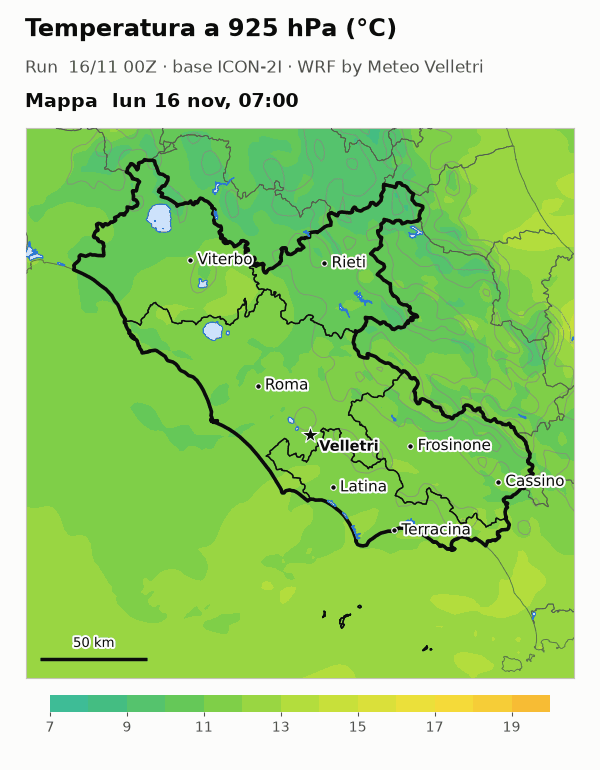 Temperatura a 925 hPa (°C)
Run  16/11 00Z · base ICON-2I · WRF by Meteo Velletri
Mappa  lun 16 nov, 07:00
Viterbo
Rieti
Roma
Velletri
Frosinone
Latina
Cassino
Terracina
50 km
7 9 11 13 15 17 19